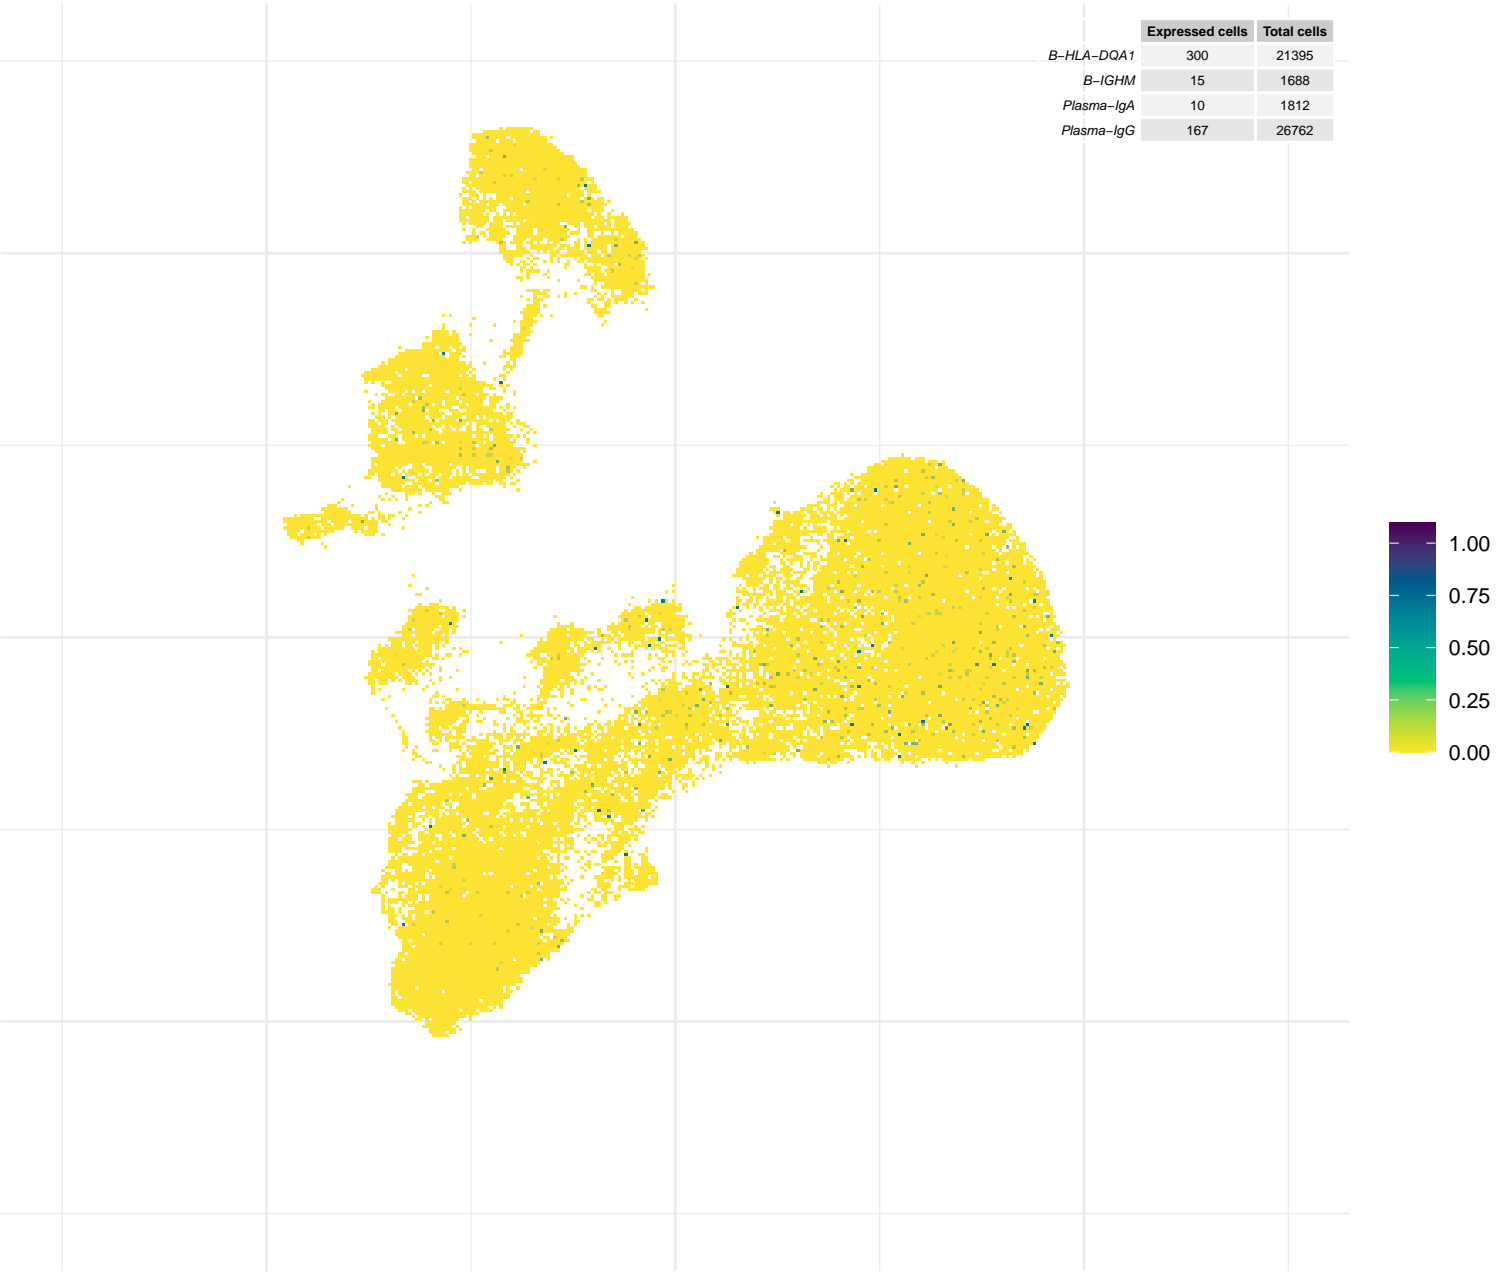 Expressed cells Total cells
B−HLA−DQA1 300 21395
B−IGHM 15 1688
Plasma−IgA 10 1812
Plasma−IgG 167 26762
1.00
0.75
0.50
0.25
0.00